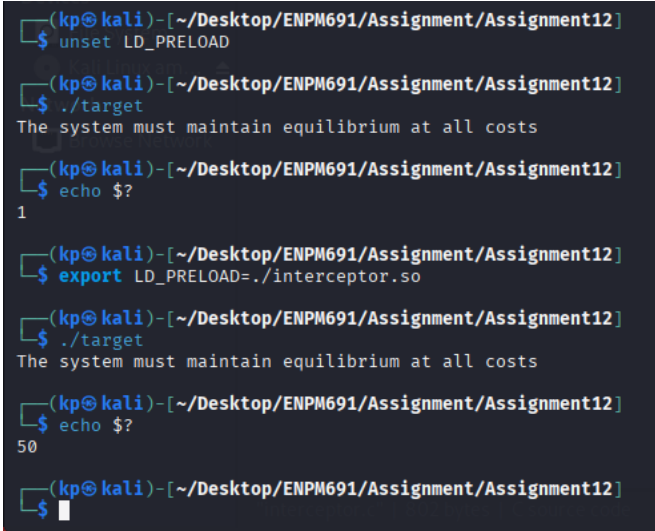 ┌──(kp㉿kali)-[~/Desktop/ENPM691/Assignment/Assignment12]
└─$ unset LD_PRELOAD
┌──(kp㉿kali)-[~/Desktop/ENPM691/Assignment/Assignment12]
└─$ ./target
The system must maintain equilibrium at all costs
┌──(kp㉿kali)-[~/Desktop/ENPM691/Assignment/Assignment12]
└─$ echo $?
1
┌──(kp㉿kali)-[~/Desktop/ENPM691/Assignment/Assignment12]
└─$ export LD_PRELOAD=./interceptor.so
┌──(kp㉿kali)-[~/Desktop/ENPM691/Assignment/Assignment12]
└─$ ./target
The system must maintain equilibrium at all costs
┌──(kp㉿kali)-[~/Desktop/ENPM691/Assignment/Assignment12]
└─$ echo $?
50
┌──(kp㉿kali)-[~/Desktop/ENPM691/Assignment/Assignment12]
└─$